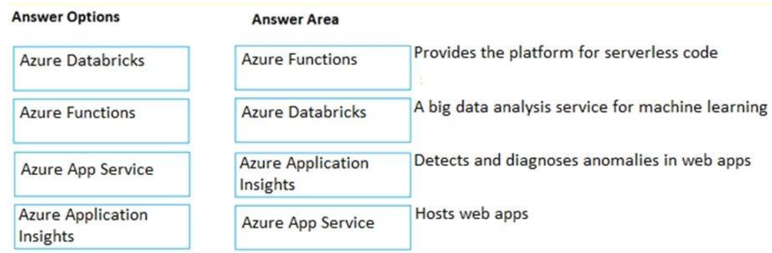 Answer Options Answer Area
Azure Databricks Azure Functions Provides the platform for serverless code
Azure Functions Azure Databricks A big data analysis service for machine learning
Azure App Service Azure Application Insights Detects and diagnoses anomalies in web apps
Azure Application Insights Azure App Service Hosts web apps